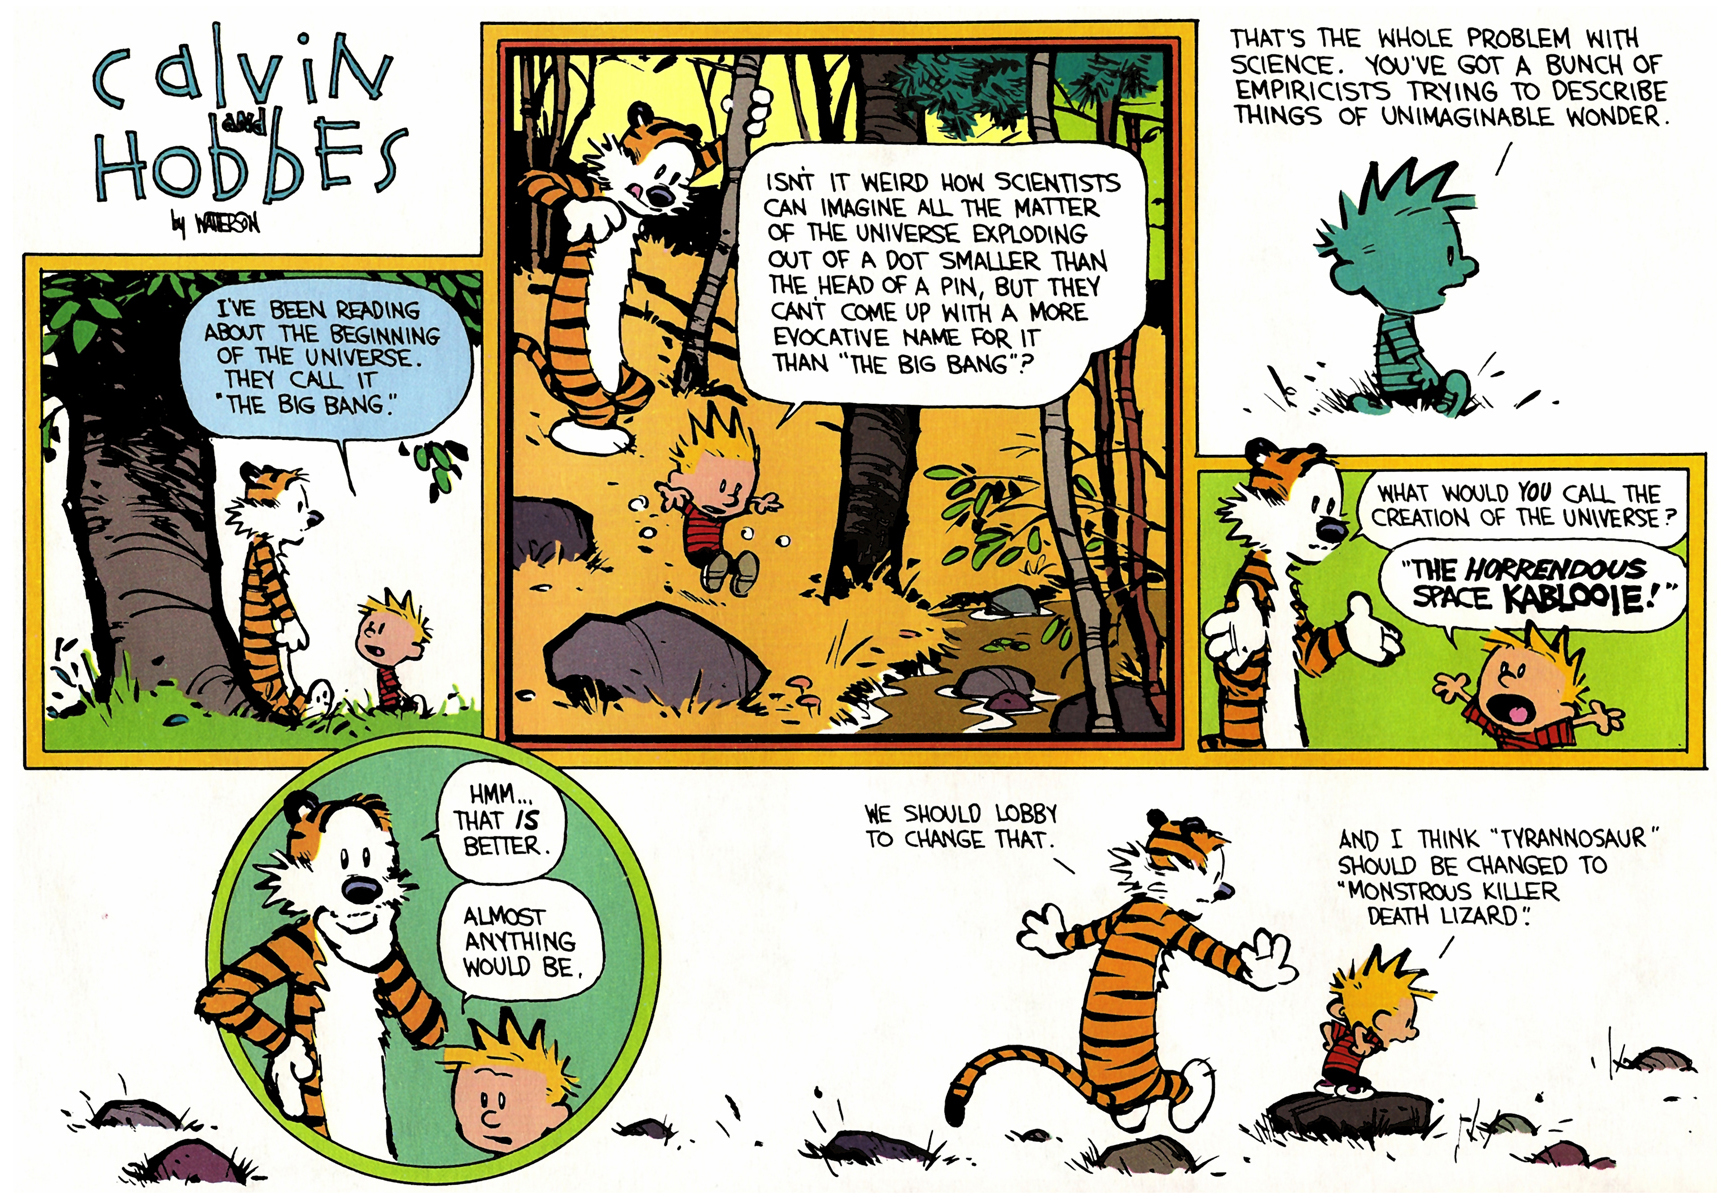 CALVIN
and
HOBBES
by WATTERSON
I'VE BEEN READING
ABOUT THE BEGINNING
OF THE UNIVERSE.
THEY CALL IT
"THE BIG BANG."
ISN'T IT WEIRD HOW SCIENTISTS
CAN IMAGINE ALL THE MATTER
OF THE UNIVERSE EXPLODING
OUT OF A DOT SMALLER THAN
THE HEAD OF A PIN, BUT THEY
CAN'T COME UP WITH A MORE
EVOCATIVE NAME FOR IT
THAN "THE BIG BANG"?
THAT'S THE WHOLE PROBLEM WITH
SCIENCE. YOU'VE GOT A BUNCH OF
EMPIRICISTS TRYING TO DESCRIBE
THINGS OF UNIMAGINABLE WONDER.
WHAT WOULD YOU CALL THE
CREATION OF THE UNIVERSE?
"THE HORRENDOUS
SPACE KABLOOIE!"
HMM...
THAT IS
BETTER.
ALMOST
ANYTHING
WOULD BE.
WE SHOULD LOBBY
TO CHANGE THAT.
AND I THINK "TYRANNOSAUR"
SHOULD BE CHANGED TO
"MONSTROUS KILLER
DEATH LIZARD".